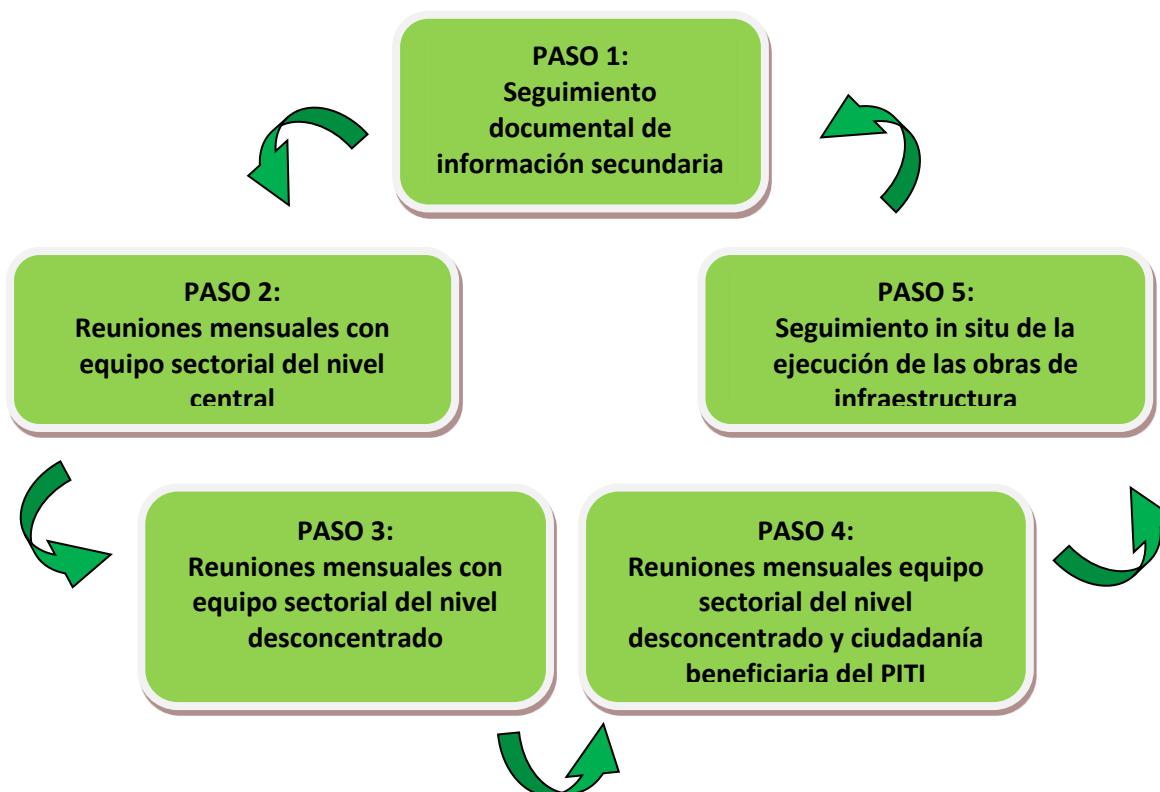 PASO 1:
Seguimiento
documental de
información secundaria
PASO 2:
Reuniones mensuales con
equipo sectorial del nivel
central
PASO 3:
Reuniones mensuales con
equipo sectorial del nivel
desconcentrado
PASO 4:
Reuniones mensuales equipo
sectorial del nivel
desconcentrado y ciudadanía
beneficiaria del PITI
PASO 5:
Seguimiento in situ de la
ejecución de las obras de
infraestructura